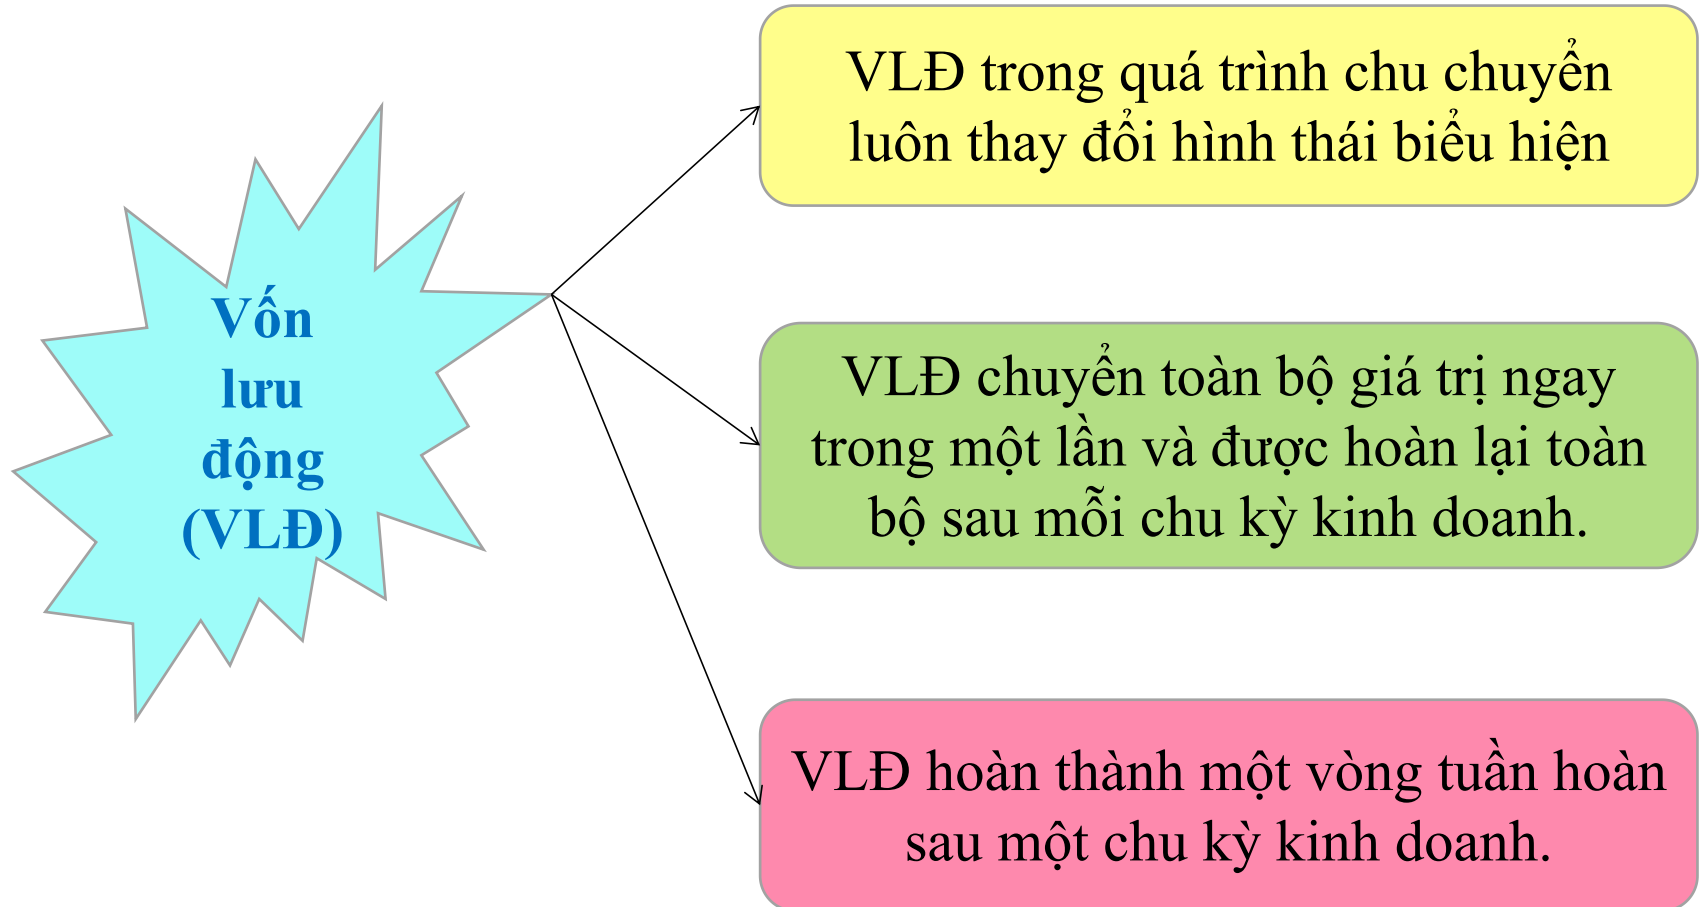 Vốn
lưu
động
(VLĐ)
VLĐ trong quá trình chu chuyển
luôn thay đổi hình thái biểu hiện
VLĐ chuyển toàn bộ giá trị ngay
trong một lần và được hoàn lại toàn
bộ sau mỗi chu kỳ kinh doanh.
VLĐ hoàn thành một vòng tuần hoàn
sau một chu kỳ kinh doanh.